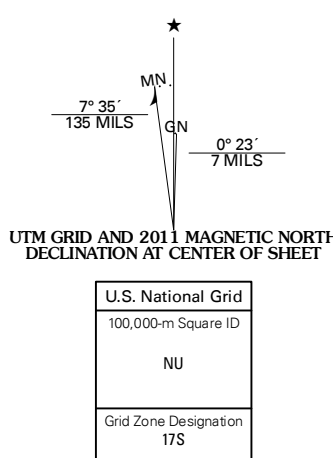 M.N.
GN
7° 35´
135 MILS
0° 23´
7 MILS
UTM GRID AND 2011 MAGNETIC NORTH
DECLINATION AT CENTER OF SHEET
U.S. National Grid
100,000-m Square ID
NU
Grid Zone Designation
17S